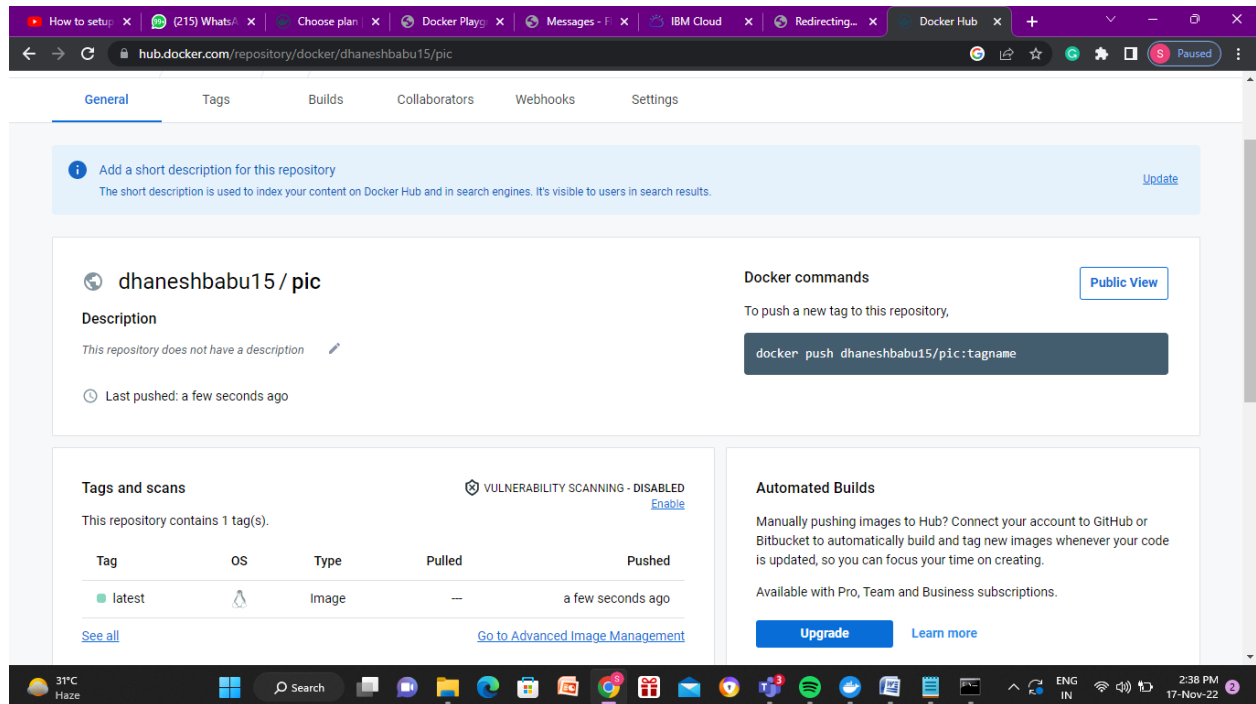 How to setup
99+ (215) WhatsA
Choose plan
Docker Playg
Messages - Fi
IBM Cloud
Redirecting...
Docker Hub
hub.docker.com/repository/docker/dhaneshbabu15/pic
S Paused
General Tags Builds Collaborators Webhooks Settings
Add a short description for this repository
The short description is used to index your content on Docker Hub and in search engines. It's visible to users in search results.
Update
dhaneshbabu15 / pic
Description
This repository does not have a description
Last pushed: a few seconds ago
Docker commands
Public View
To push a new tag to this repository,
docker push dhaneshbabu15/pic:tagname
Tags and scans
VULNERABILITY SCANNING - DISABLED
Enable
This repository contains 1 tag(s).
Tag OS Type Pulled Pushed
latest Image --- a few seconds ago
See all
Go to Advanced Image Management
Automated Builds
Manually pushing images to Hub? Connect your account to GitHub or
Bitbucket to automatically build and tag new images whenever your code
is updated, so you can focus your time on creating.
Available with Pro, Team and Business subscriptions.
Upgrade Learn more
31°C
Haze
Search
3
ENG
IN
2:38 PM
17-Nov-22
2